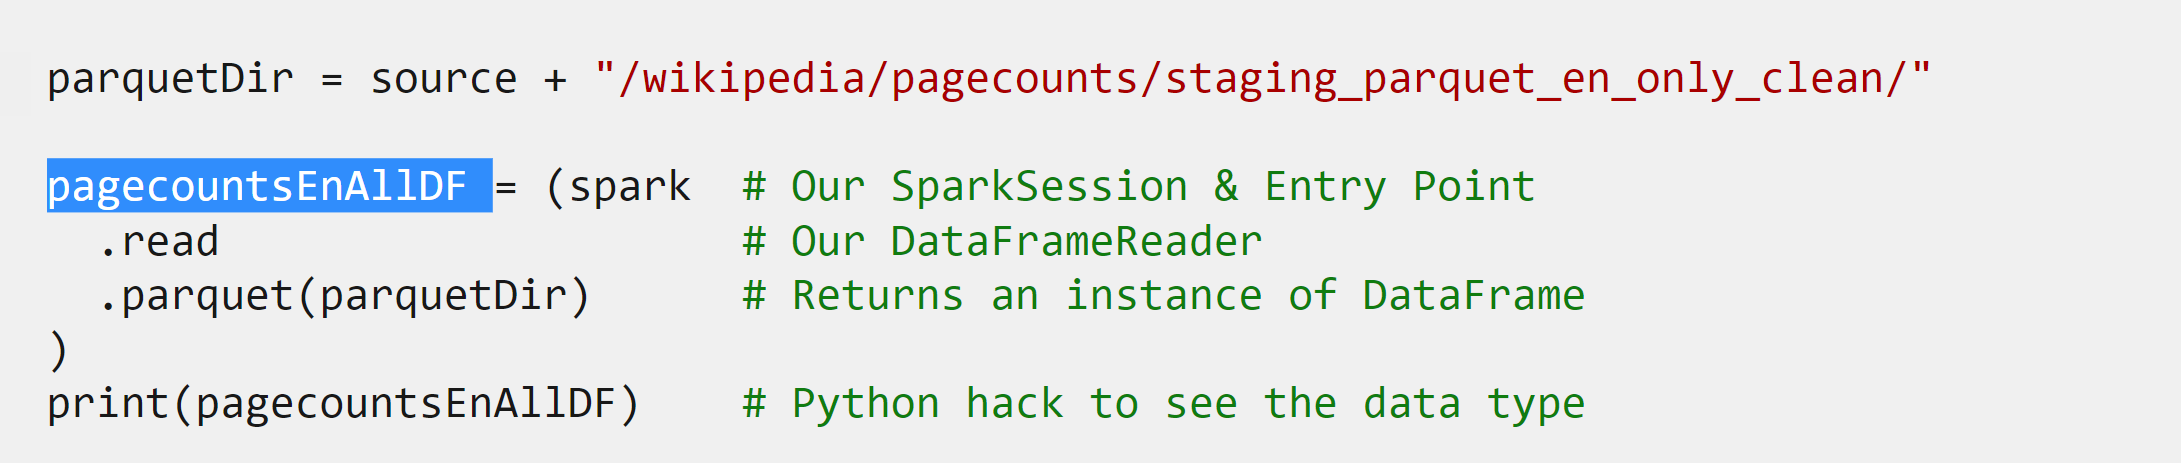 parquetDir = source + "/wikipedia/pagecounts/staging_parquet_en_only_clean/"
pagecountsEnAllDF = (spark  # Our SparkSession & Entry Point
  .read                     # Our DataFrameReader
  .parquet(parquetDir)      # Returns an instance of DataFrame
)
print(pagecountsEnAllDF)    # Python hack to see the data type